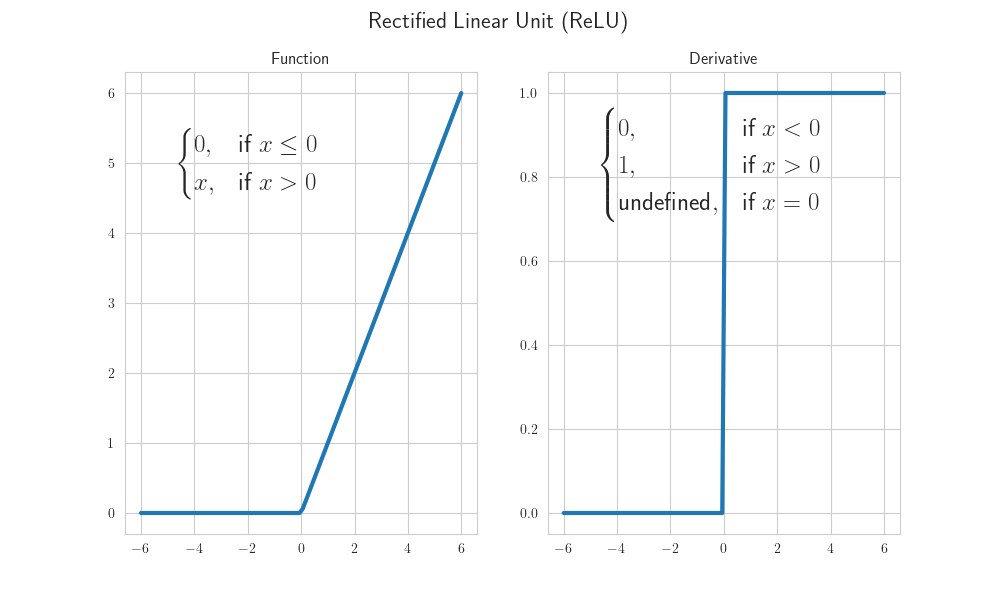 Rectified Linear Unit (ReLU)
Function
6
5
4
3
2
1
0
0, if x ≤ 0
x, if x > 0
−6 −4 −2 0 2 4 6
Derivative
1.0
0.8
0.6
0.4
0.2
0.0
0, if x < 0
1, if x > 0
undefined, if x = 0
−6 −4 −2 0 2 4 6